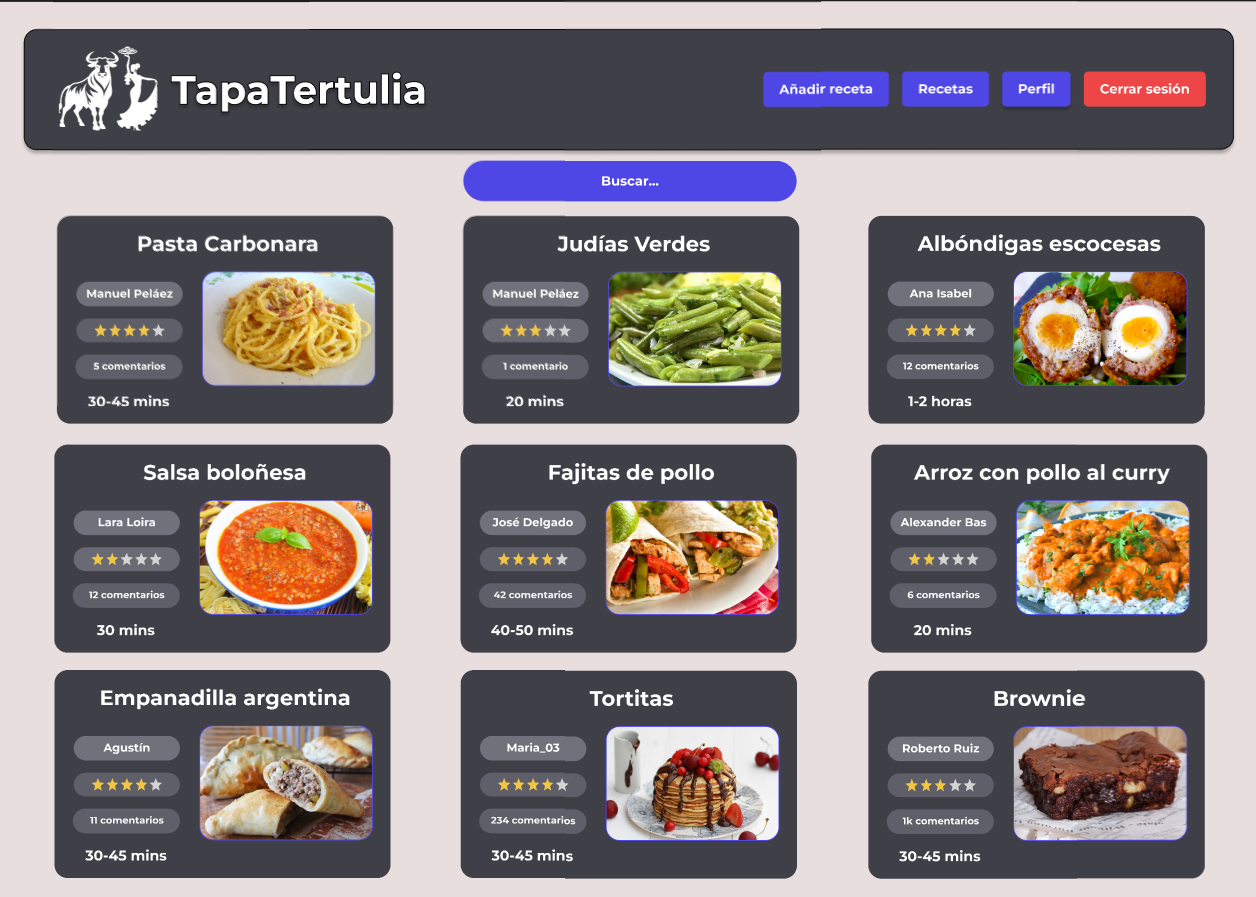 TapaTertulia
Añadir receta
Recetas
Perfil
Cerrar sesión
Buscar...
Pasta Carbonara
Manuel Peláez
5 comentarios
30-45 mins
Judías Verdes
Manuel Peláez
1 comentario
20 mins
Albóndigas escocesas
Ana Isabel
12 comentarios
1-2 horas
Salsa boloñesa
Lara Loira
12 comentarios
30 mins
Fajitas de pollo
José Delgado
42 comentarios
40-50 mins
Arroz con pollo al curry
Alexander Bas
6 comentarios
20 mins
Empanadilla argentina
Agustín
11 comentarios
30-45 mins
Tortitas
Maria_03
234 comentarios
30-45 mins
Brownie
Roberto Ruiz
1k comentarios
30-45 mins